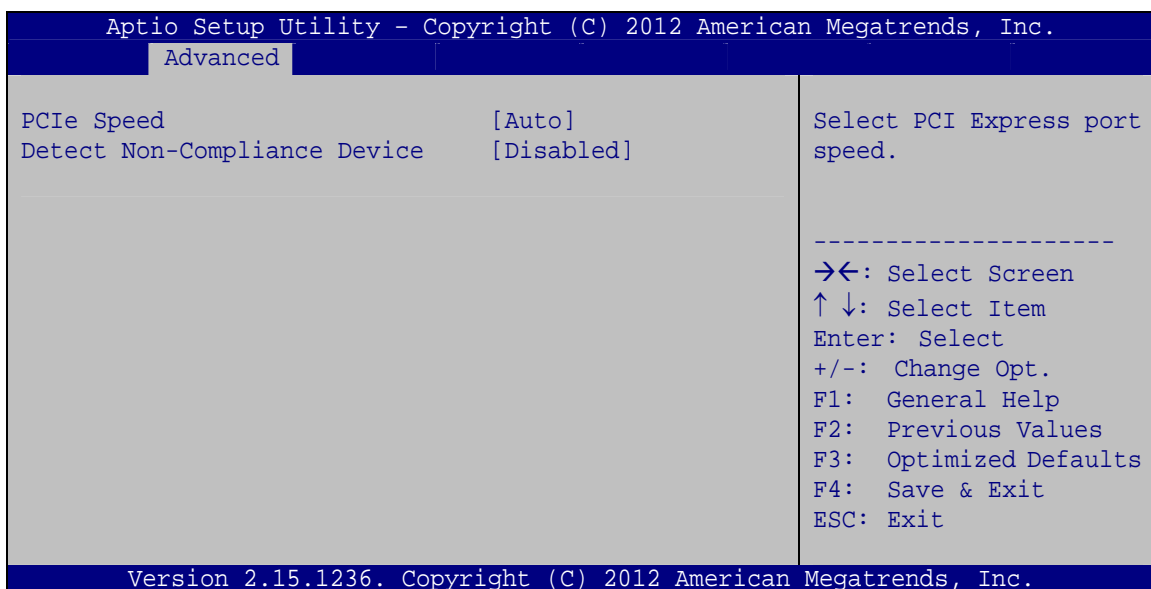 Aptio Setup Utility – Copyright (C) 2012 American Megatrends, Inc.
Advanced
PCIe Speed [Auto]
Detect Non-Compliance Device [Disabled]
Select PCI Express port
speed.
---------------------
→←: Select Screen
↑ ↓: Select Item
Enter: Select
+/-: Change Opt.
F1: General Help
F2: Previous Values
F3: Optimized Defaults
F4: Save & Exit
ESC: Exit
Version 2.15.1236. Copyright (C) 2012 American Megatrends, Inc.